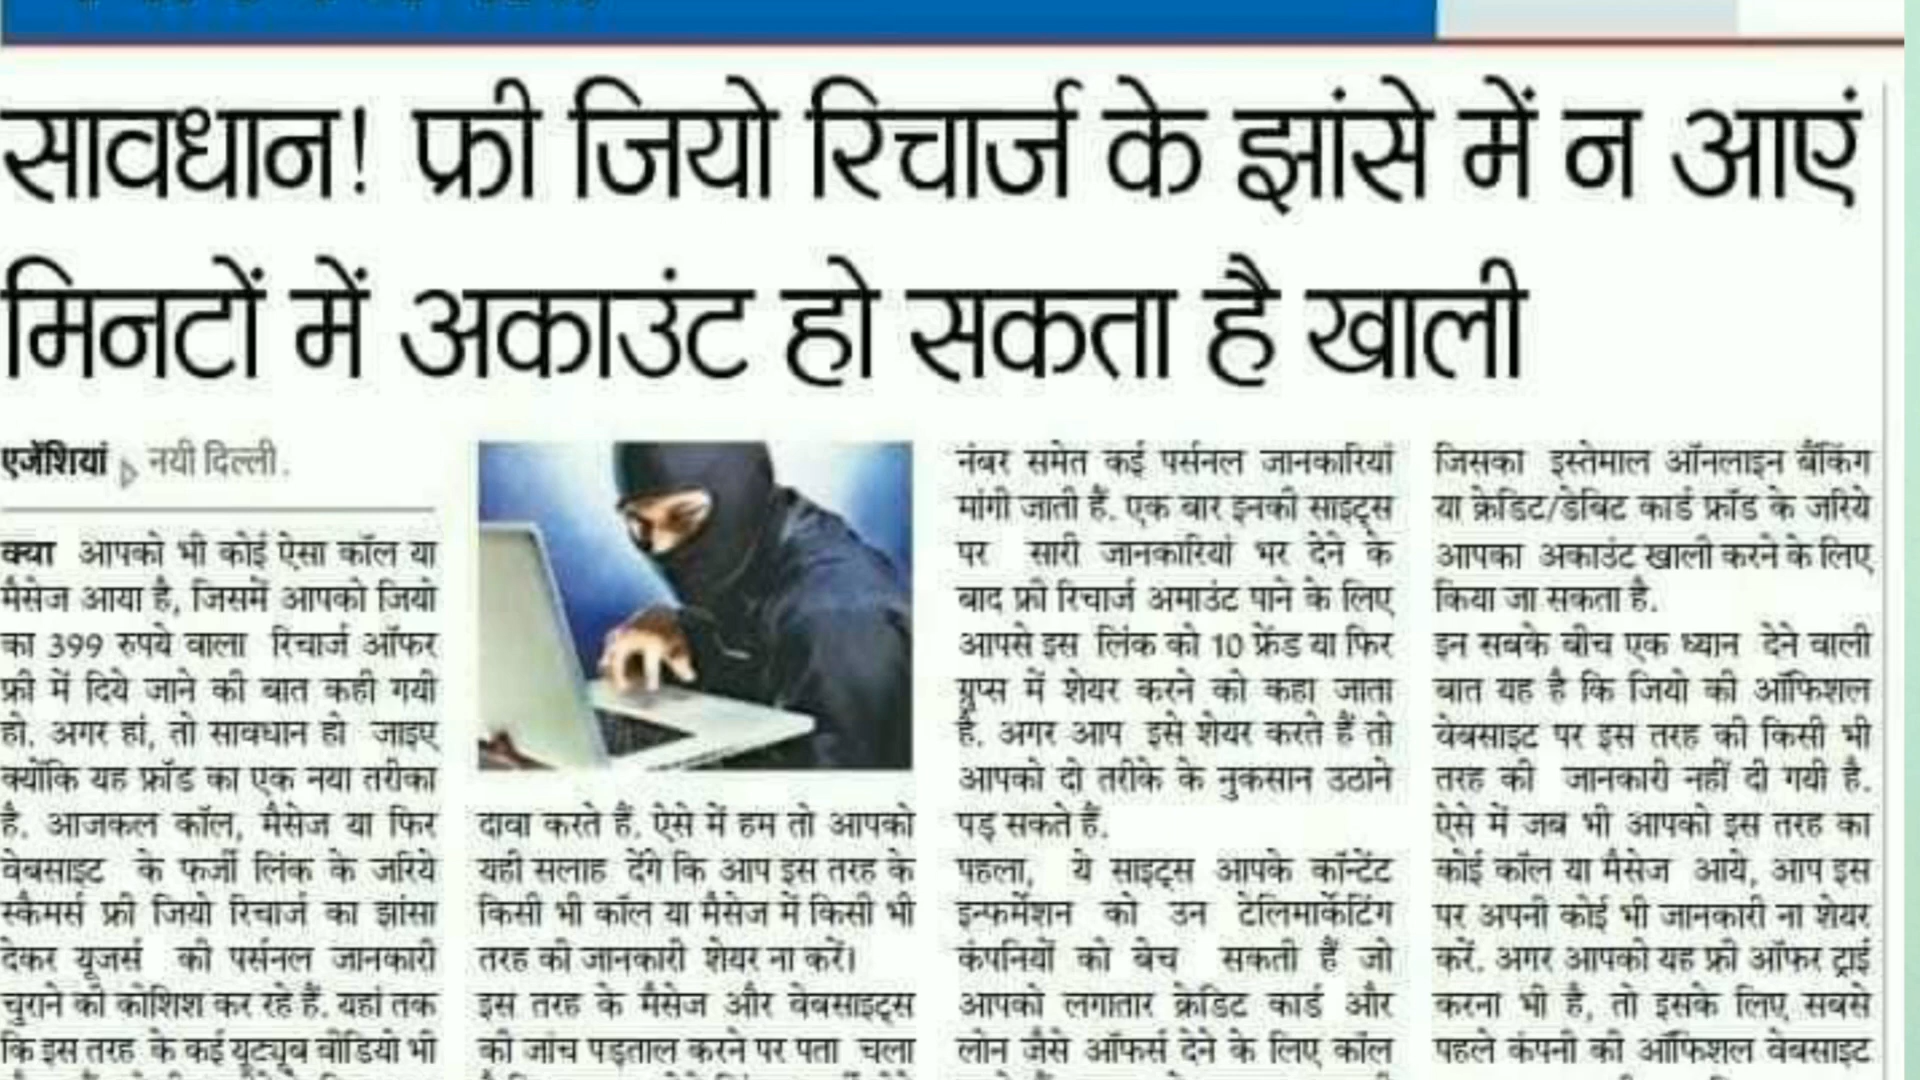 सावधान! फ्री जियो रिचार्ज के झांसे में न आएं
मिनटों में अकाउंट हो सकता है खाली
एजेंशियां नयी दिल्ली.
क्या आपको भी कोई ऐसा कॉल या
मैसेज आया है, जिसमें आपको जियो
का 399 रुपये वाला रिचार्ज ऑफर
फ्री में दिये जाने की बात कही गयी
हो. अगर हां, तो सावधान हो जाइए
क्योंकि यह फ्रॉड का एक नया तरीका
है. आजकल कॉल, मैसेज या फिर
वेबसाइट के फर्जी लिंक के जरिये
स्कैमर्स फ्री जियो रिचार्ज का झांसा
देकर यूजर्स की पर्सनल जानकारी
चुराने की कोशिश कर रहे हैं. यहां तक
कि इस तरह के कई यूट्यूब वीडियो भी
दावा करते हैं. ऐसे में हम तो आपको
यही सलाह देंगे कि आप इस तरह के
किसी भी कॉल या मैसेज में किसी भी
तरह की जानकारी शेयर ना करें।
इस तरह के मैसेज और वेबसाइट्स
की जांच पड़ताल करने पर पता चला
नंबर समेत कई पर्सनल जानकारियां
मांगी जाती हैं. एक बार इनकी साइट्स
पर सारी जानकारियां भर देने के
बाद फ्री रिचार्ज अमाउंट पाने के लिए
आपसे इस लिंक को 10 फ्रेंड या फिर
ग्रुप्स में शेयर करने को कहा जाता
है. अगर आप इसे शेयर करते हैं तो
आपको दो तरीके के नुकसान उठाने
पड़ सकते हैं.
पहला, ये साइट्स आपके कॉन्टेंट
इन्फर्मेशन को उन टेलिमार्केटिंग
कंपनियों को बेच सकती हैं जो
आपको लगातार क्रेडिट कार्ड और
लोन जैसे ऑफर्स देने के लिए कॉल
जिसका इस्तेमाल ऑनलाइन बैंकिंग
या क्रेडिट/डेबिट कार्ड फ्रॉड के जरिये
आपका अकाउंट खाली करने के लिए
किया जा सकता है.
इन सबके बीच एक ध्यान देने वाली
बात यह है कि जियो की ऑफिशल
वेबसाइट पर इस तरह की किसी भी
तरह की जानकारी नहीं दी गयी है.
ऐसे में जब भी आपको इस तरह का
कोई कॉल या मैसेज आये, आप इस
पर अपनी कोई भी जानकारी ना शेयर
करें. अगर आपको यह फ्री ऑफर ट्राई
करना भी है, तो इसके लिए सबसे
पहले कंपनी की ऑफिशल वेबसाइट